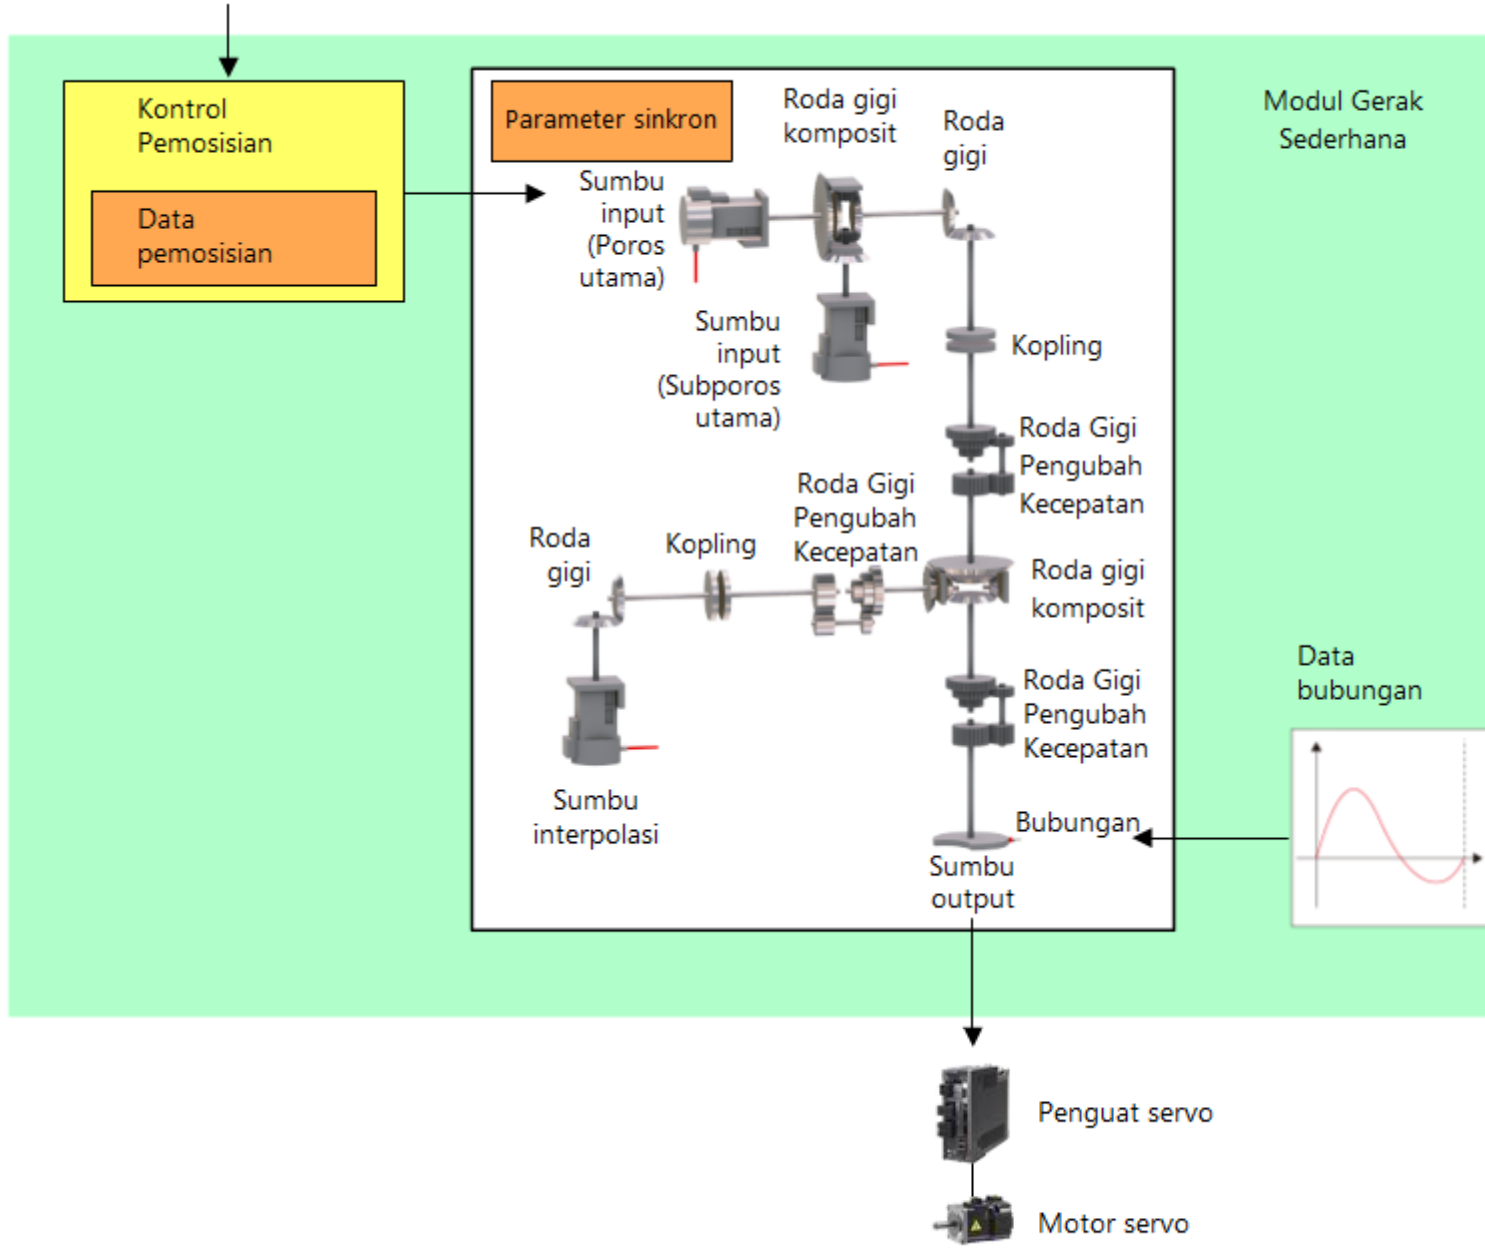 Kontrol
Pemosisian
Data
pemosisian
Parameter sinkron
Roda gigi
komposit
Roda
gigi
Modul Gerak
Sederhana
Sumbu
input
(Poros
utama)
Sumbu
input
(Subporos
utama)
Kopling
Roda Gigi
Pengubah
Kecepatan
Roda Gigi
Pengubah
Kecepatan
Roda
gigi
Kopling
Roda gigi
komposit
Roda Gigi
Pengubah
Kecepatan
Data
bubungan
Sumbu
interpolasi
Bubungan
Sumbu
output
Penguat servo
Motor servo